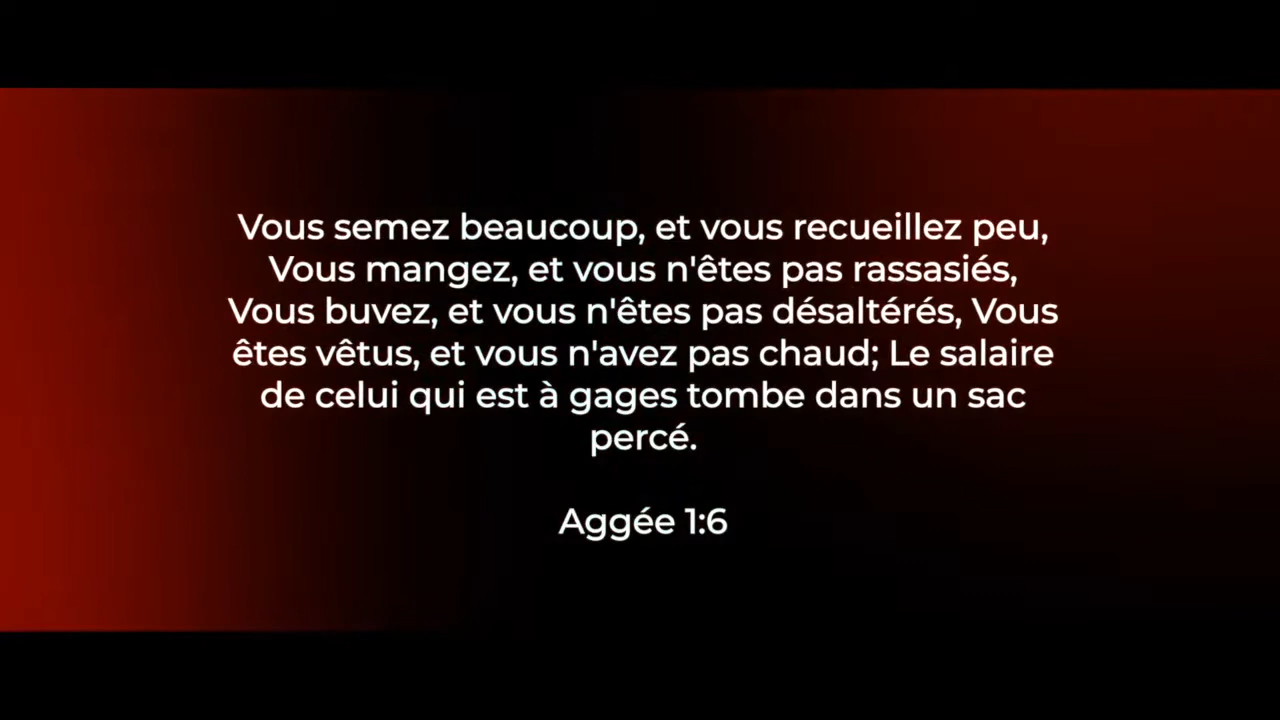 Vous semez beaucoup, et vous recueillez peu,
Vous mangez, et vous n'êtes pas rassasiés,
Vous buvez, et vous n'êtes pas désaltérés, Vous
êtes vêtus, et vous n'avez pas chaud; Le salaire
de celui qui est à gages tombe dans un sac
percé.
Aggée 1:6